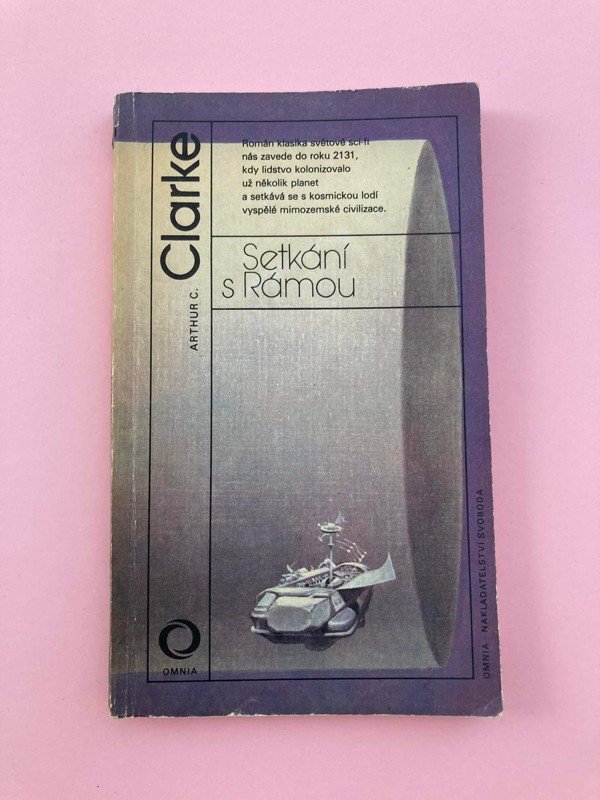 ARTHUR C. Clarke
Román klasika světové sci-fi
nás zavede do roku 2131,
kdy lidstvo kolonizovalo
už několik planet
a setkává se s kosmickou lodí
vyspělé mimozemské civilizace.
Setkání
s Rámou
OMNIA
OMNIA NAKLADATELSTVÍ SVOBODA